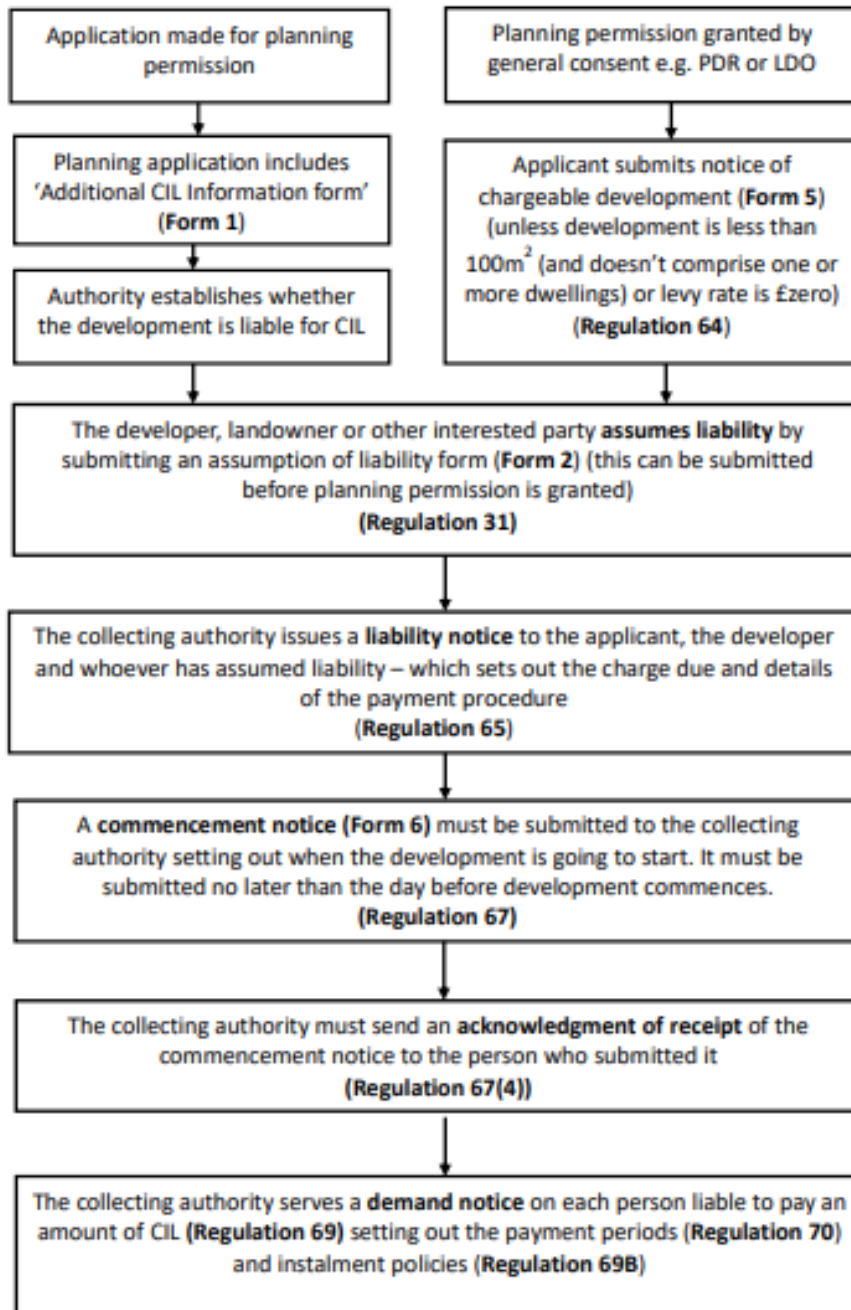 Application made for planning
permission
Planning permission granted by
general consent e.g. PDR or LDO
Planning application includes
‘Additional CIL Information form’
(Form 1)
Applicant submits notice of
chargeable development (Form 5)
(unless development is less than
100m² (and doesn’t comprise one or
more dwellings) or levy rate is £zero)
(Regulation 64)
Authority establishes whether
the development is liable for CIL
The developer, landowner or other interested party assumes liability by
submitting an assumption of liability form (Form 2) (this can be submitted
before planning permission is granted)
(Regulation 31)
The collecting authority issues a liability notice to the applicant, the developer
and whoever has assumed liability – which sets out the charge due and details
of the payment procedure
(Regulation 65)
A commencement notice (Form 6) must be submitted to the collecting
authority setting out when the development is going to start. It must be
submitted no later than the day before development commences.
(Regulation 67)
The collecting authority must send an acknowledgment of receipt of the
commencement notice to the person who submitted it
(Regulation 67(4))
The collecting authority serves a demand notice on each person liable to pay an
amount of CIL (Regulation 69) setting out the payment periods (Regulation 70)
and instalment policies (Regulation 69B)